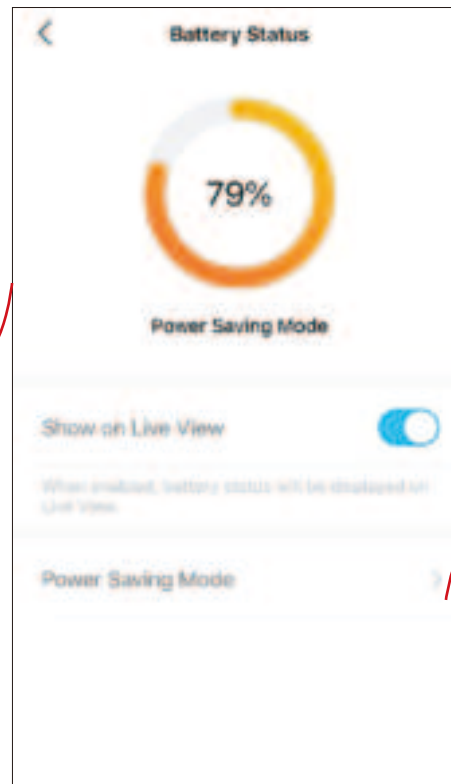 Battery Status
79%
Power Saving Mode
Show on Live View
When enabled, battery status will be displayed on
Live View.
Power Saving Mode